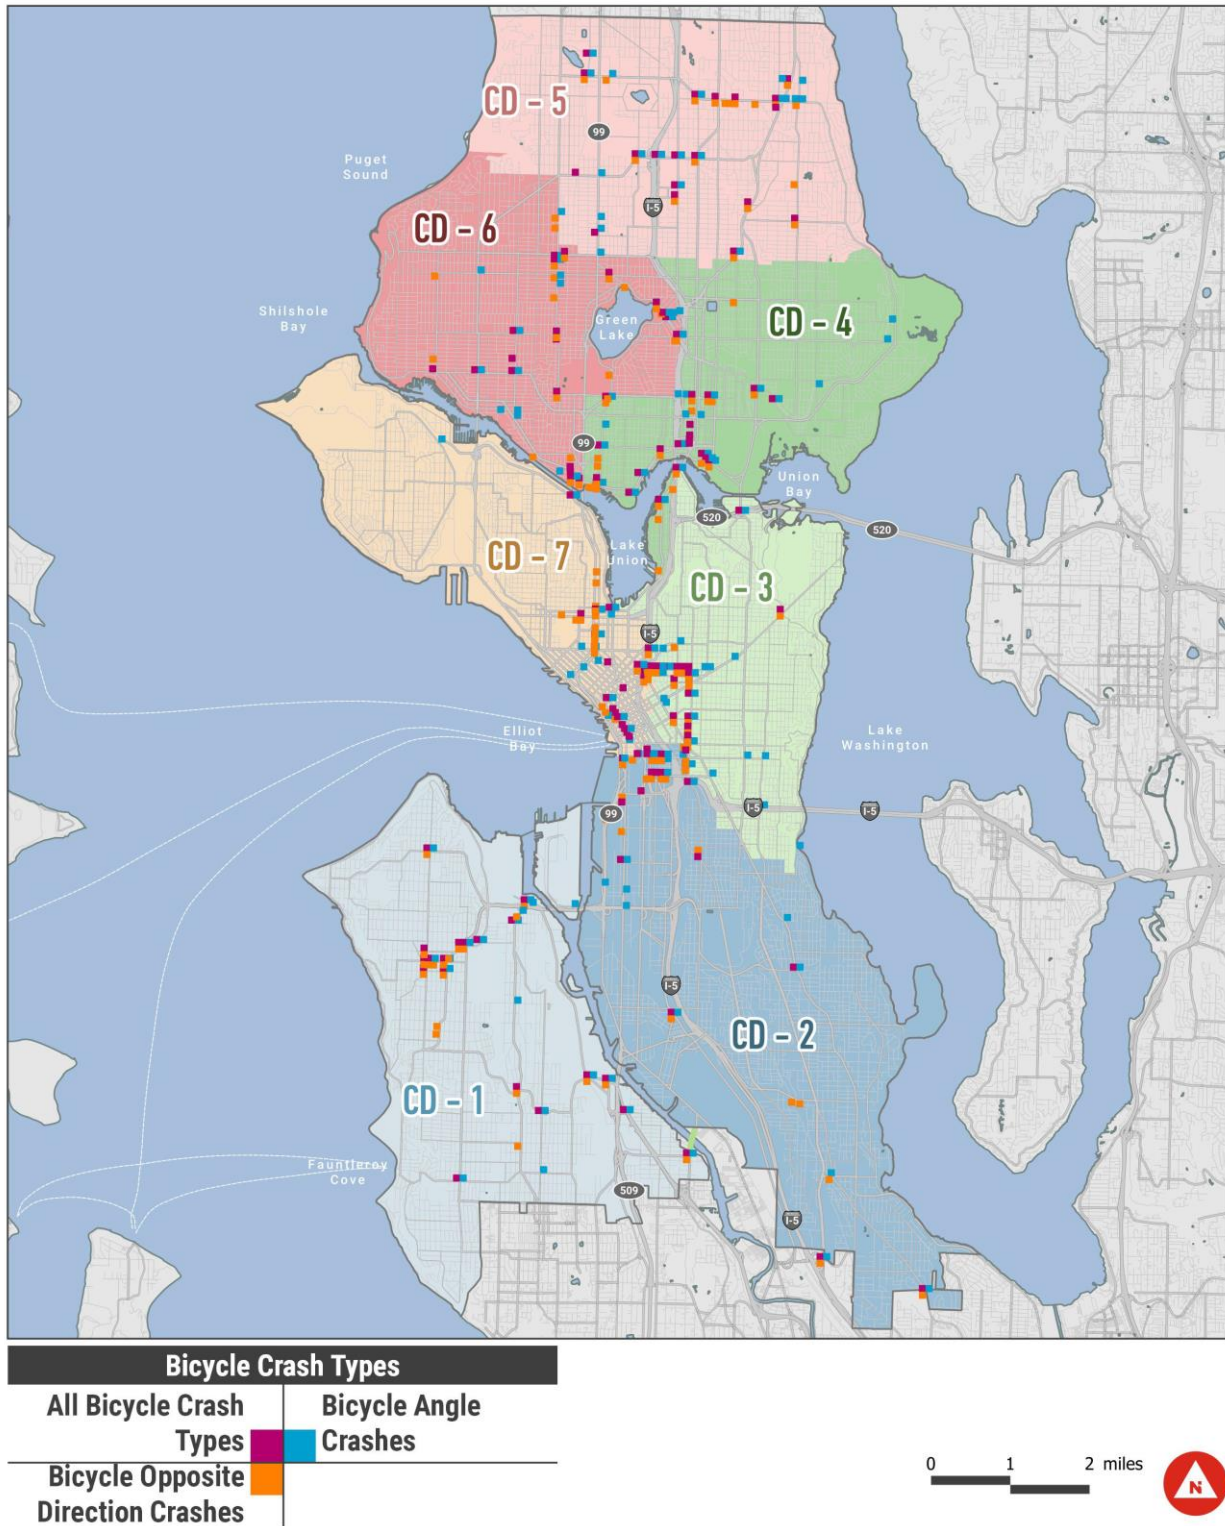 CD - 5
99
Puget
Sound
I-5
CD - 6
Shilshole
Bay
Green
Lake
CD - 4
99
Union
Bay
520
520
CD - 7
Lake
Union
CD - 3
I-5
Elliot
Bay
Lake
Washington
I-5
I-5
99
I-5
CD - 2
CD - 1
Fauntleroy
Cove
509
I-5
Bicycle Crash Types
All Bicycle Crash
Types
Bicycle Angle
Crashes
Bicycle Opposite
Direction Crashes
0 1 2 miles
N